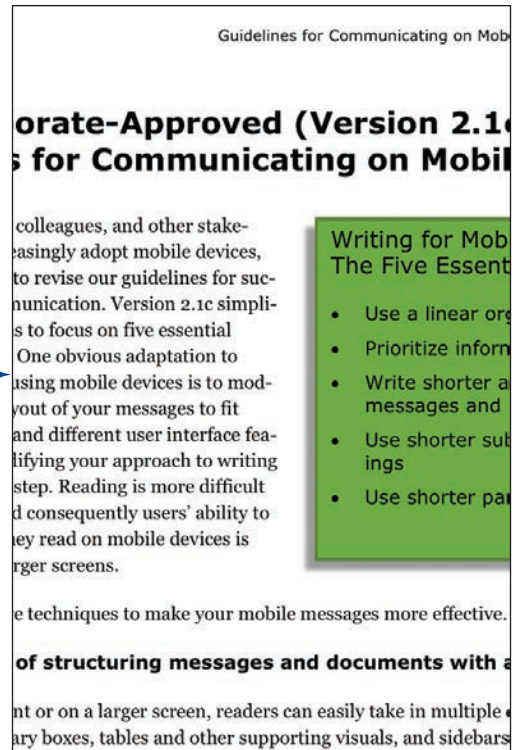 Guidelines for Communicating on Mob
orate-Approved (Version 2.1
s for Communicating on Mobil
colleagues, and other stake-
easingly adopt mobile devices,
to revise our guidelines for suc-
munication. Version 2.1c simpli-
s to focus on five essential
One obvious adaptation to
using mobile devices is to mod-
yout of your messages to fit
and different user interface fea-
lifying your approach to writing
step. Reading is more difficult
d consequently users’ ability to
ey read on mobile devices is
rger screens.
Writing for Mob
The Five Essent
• Use a linear org
• Prioritize inform
• Write shorter a
messages and
• Use shorter sub
ings
• Use shorter par
e techniques to make your mobile messages more effective.
of structuring messages and documents with a
nt or on a larger screen, readers can easily take in multiple
ary boxes, tables and other supporting visuals, and sidebars